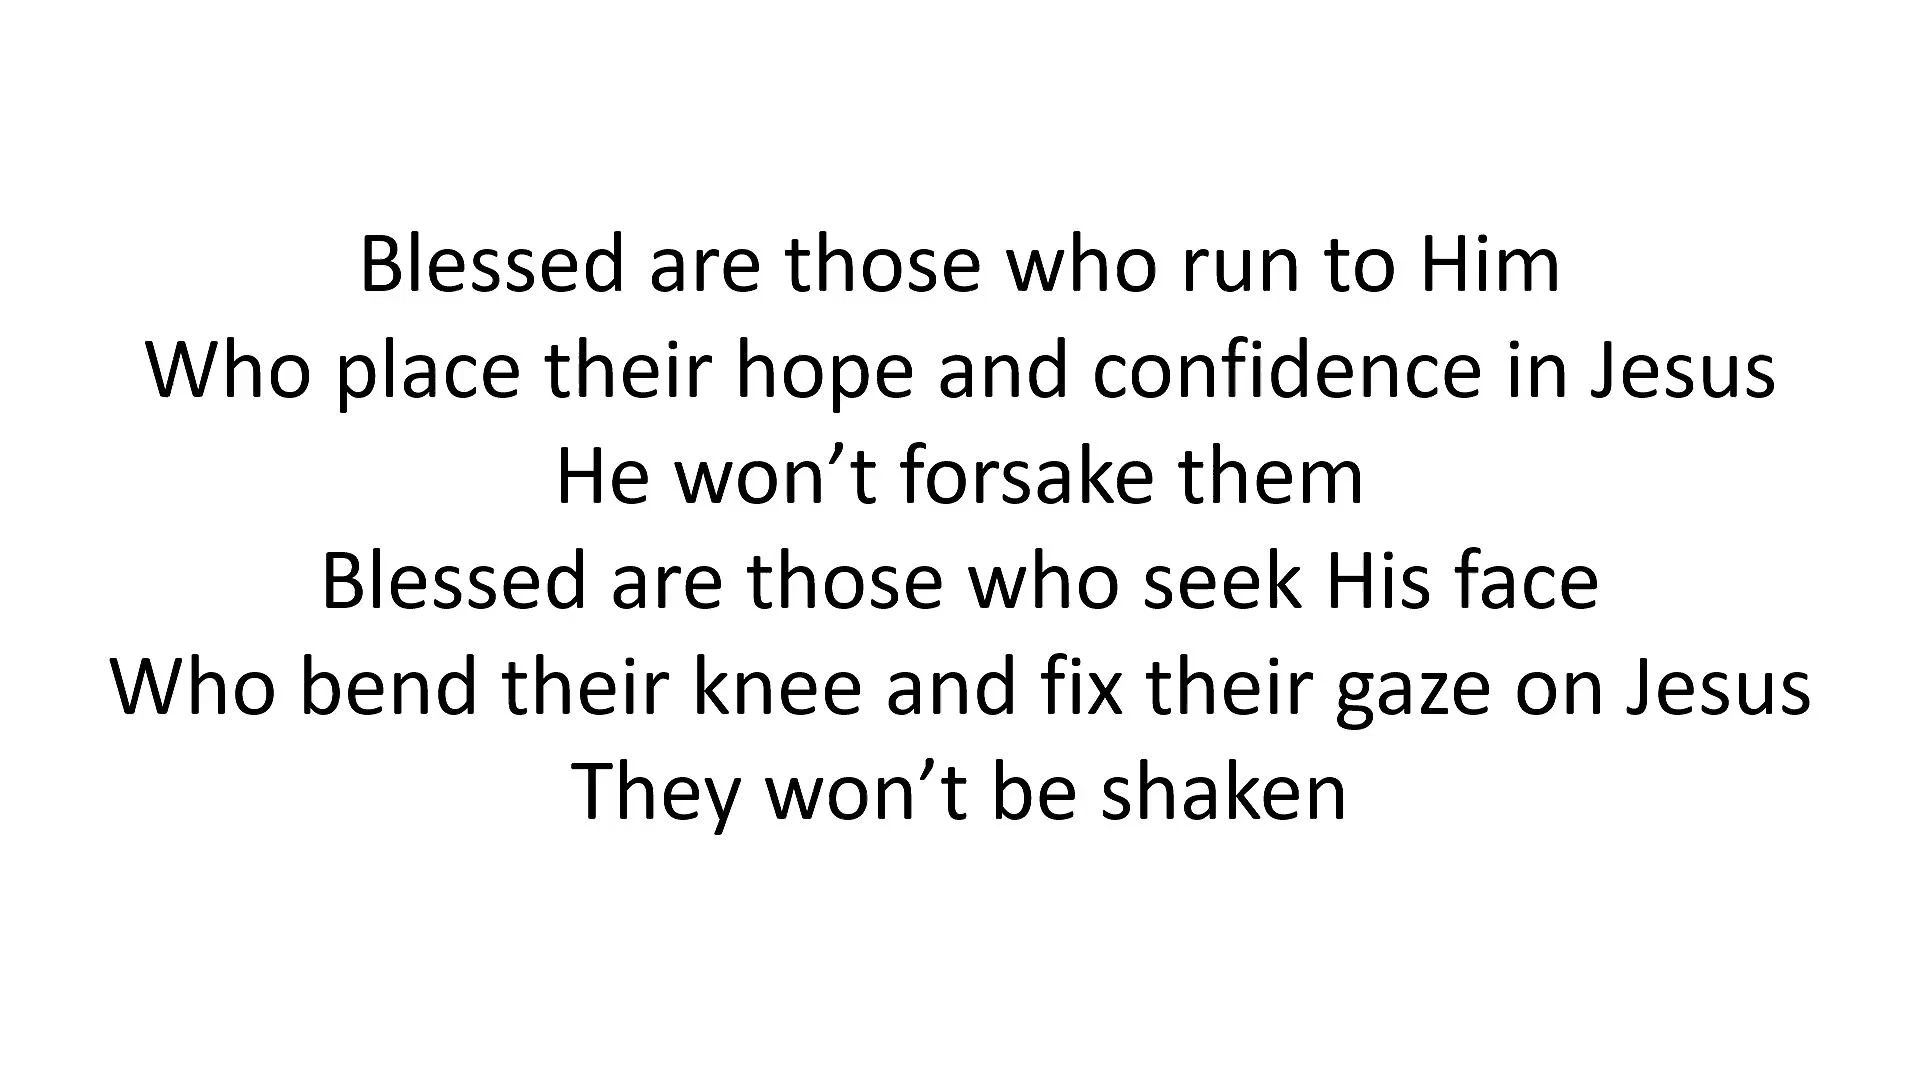 Blessed are those who run to Him
Who place their hope and confidence in Jesus
He won’t forsake them
Blessed are those who seek His face
Who bend their knee and fix their gaze on Jesus
They won’t be shaken